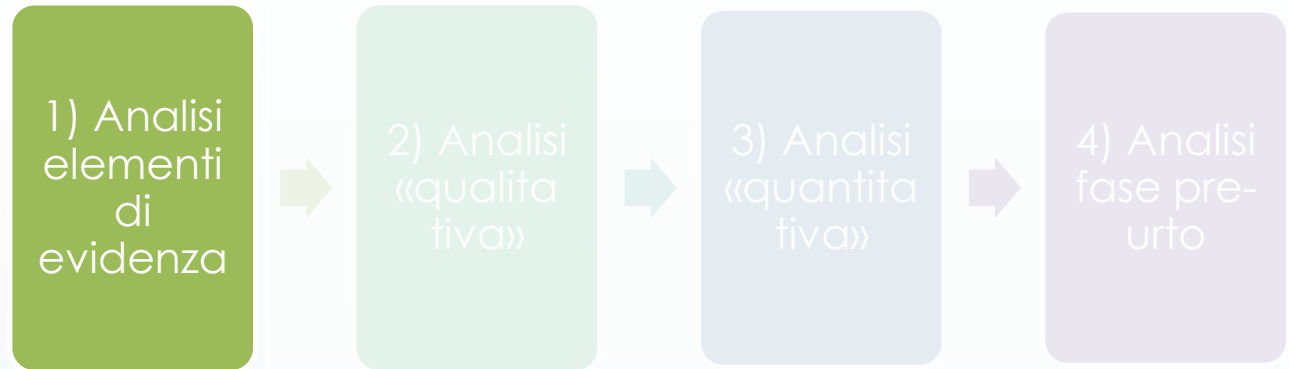 1) Analisi
elementi
di
evidenza
2) Analisi
«qualita
tiva»
3) Analisi
«quantita
tiva»
4) Analisi
fase pre-
urto